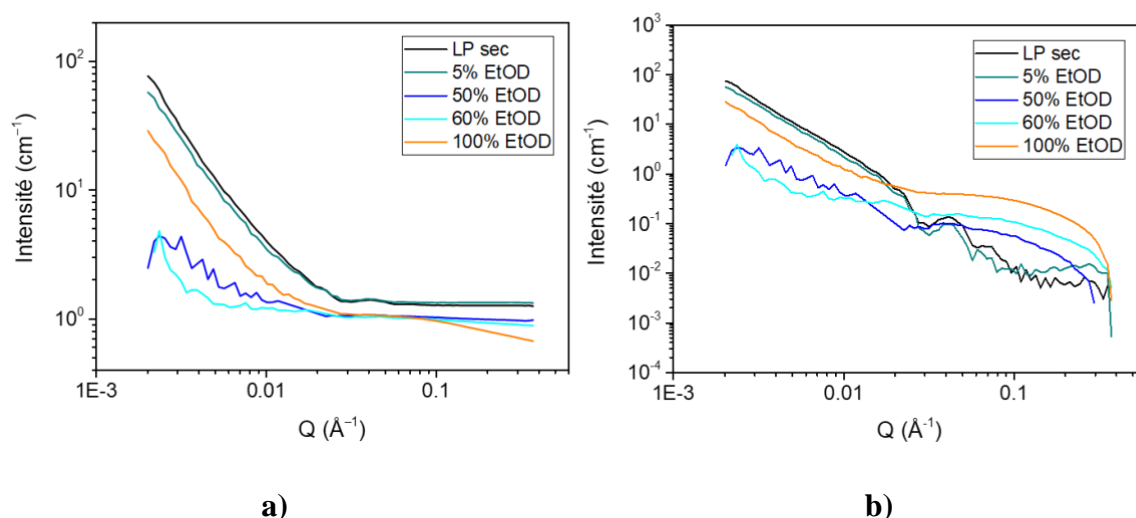 10²
10¹
10⁰
1E-3
0.01
0.1
Intensité (cm⁻¹)
Q (Å⁻¹)
LP sec
5% EtOD
50% EtOD
60% EtOD
100% EtOD
a)
10³
10²
10¹
10⁰
10⁻¹
10⁻²
10⁻³
10⁻⁴
1E-3
0.01
0.1
Intensité (cm⁻¹)
Q (Å⁻¹)
LP sec
5% EtOD
50% EtOD
60% EtOD
100% EtOD
b)